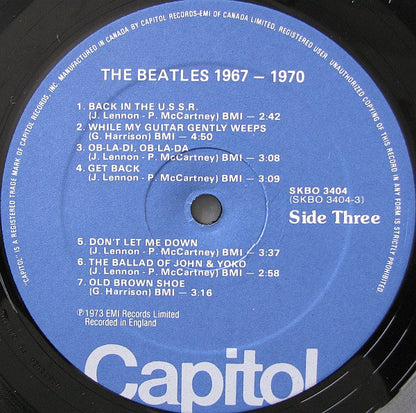 MANUFACTURED IN CANADA BY CAPITOL RECORDS-EMI OF CANADA LIMITED, REGISTERED USER. UNAUTHORIZED COPYING OF THIS RECORD IN ANY FORM IS STRICTLY PROHIBITED.
"CAPITOL" IS A REGISTERED TRADE MARK OF CAPITOL RECORDS, INC.
THE BEATLES 1967 – 1970
1. BACK IN THE U.S.S.R.
(J. Lennon - P. McCartney) BMI – 2:42
2. WHILE MY GUITAR GENTLY WEEPS
(G. Harrison) BMI – 4:50
3. OB-LA-DI, OB-LA-DA
(J. Lennon - P. McCartney) BMI – 3:08
4. GET BACK
(J. Lennon - P. McCartney) BMI – 3:09
SKBO 3404
(SKBO 3404-3)
Side Three
5. DON'T LET ME DOWN
(J. Lennon - P. McCartney) BMI – 3:37
6. THE BALLAD OF JOHN & YOKO
(J. Lennon - P. McCartney) BMI – 2:58
7. OLD BROWN SHOE
(G. Harrison) BMI – 3:16
℗1973 EMI Records Limited
Recorded in England
Capitol